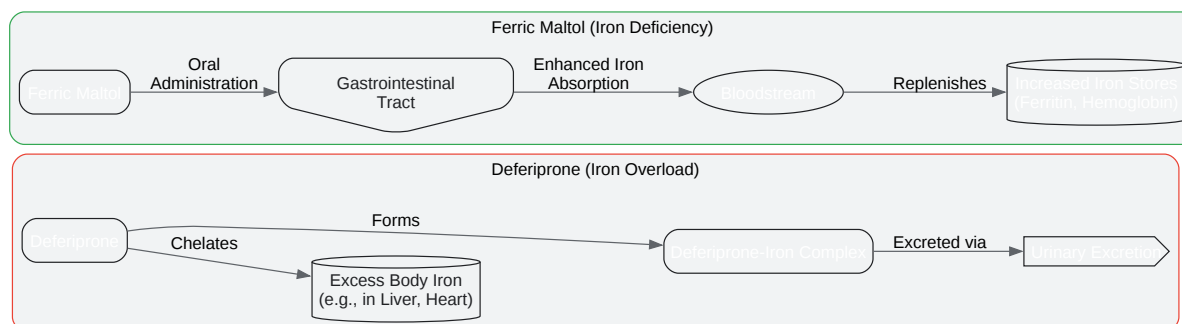 Ferric Maltol (Iron Deficiency)
Ferric Maltol
Oral
Administration
Gastrointestinal
Tract
Enhanced Iron
Absorption
Bloodstream
Replenishes
Increased Iron Stores
(Ferritin, Hemoglobin)
Deferiprone (Iron Overload)
Deferiprone
Forms
Chelates
Excess Body Iron
(e.g., in Liver, Heart)
Deferiprone-Iron Complex
Excreted via
Urinary Excretion